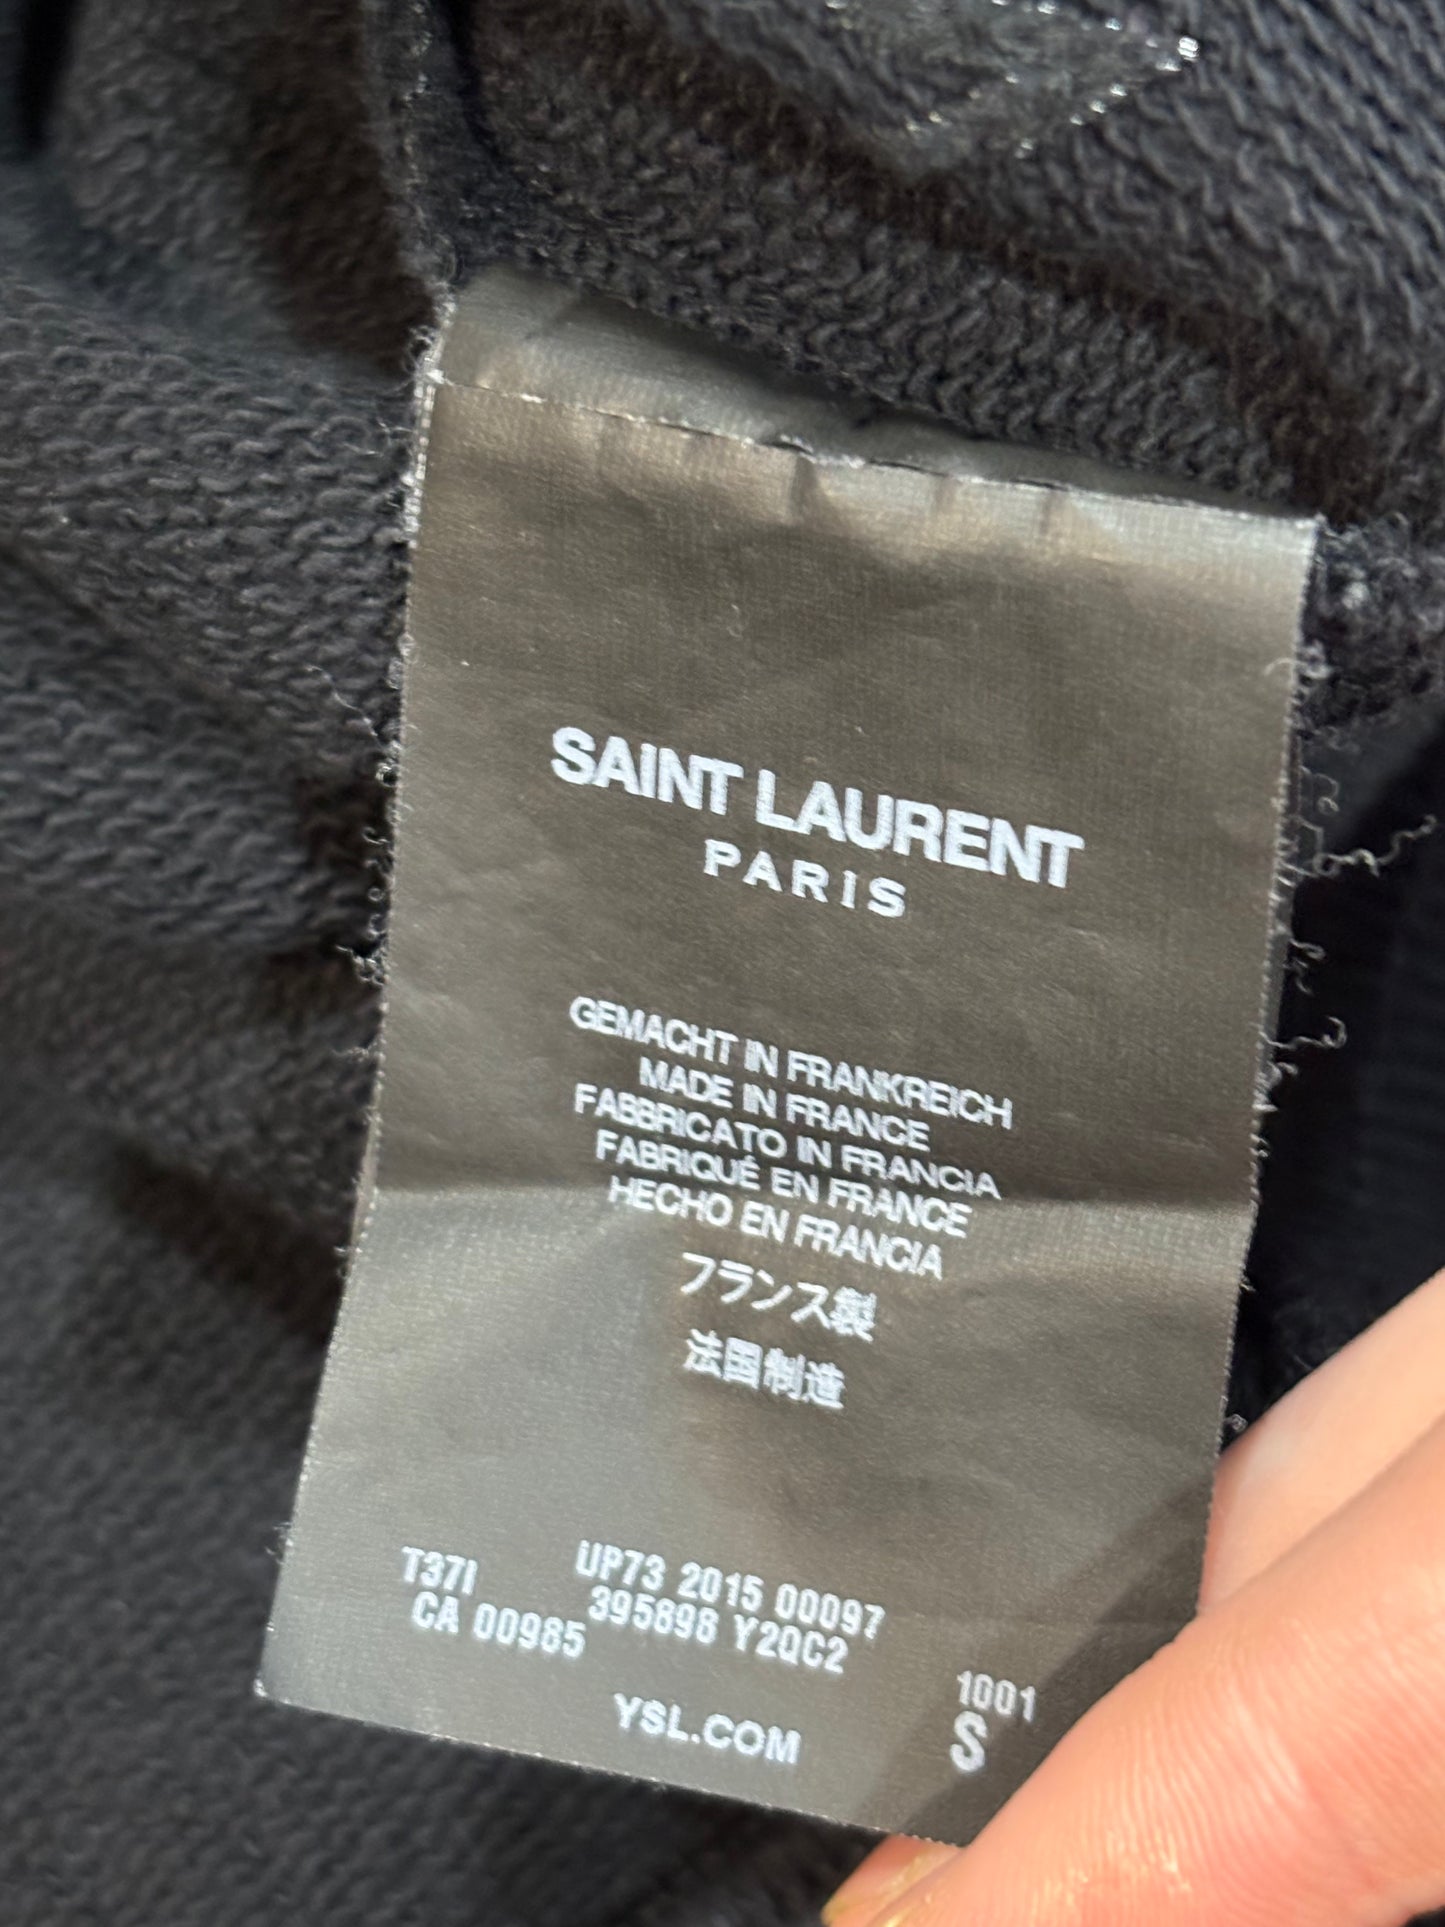 SAINT LAURENT
PARIS
GEMACHT IN FRANKREICH
MADE IN FRANCE
FABBRICATO IN FRANCIA
FABRIQUÉ EN FRANCE
HECHO EN FRANCIA
フランス製
法国制造
T37I UP73 2015 00097
CA 00985 395898 Y2QC2
1001
YSL.COM S